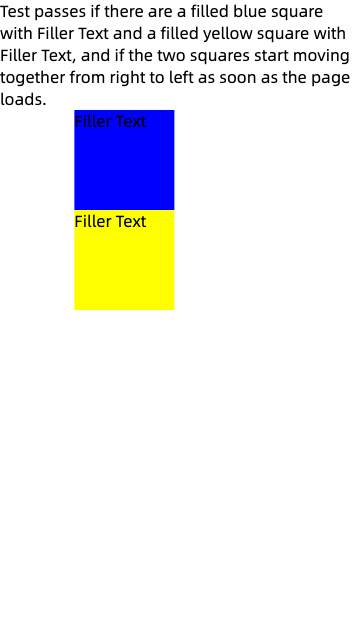 Test passes if there are a filled blue square
with Filler Text and a filled yellow square with
Filler Text, and if the two squares start moving
together from right to left as soon as the page
loads.
Filler Text
Filler Text